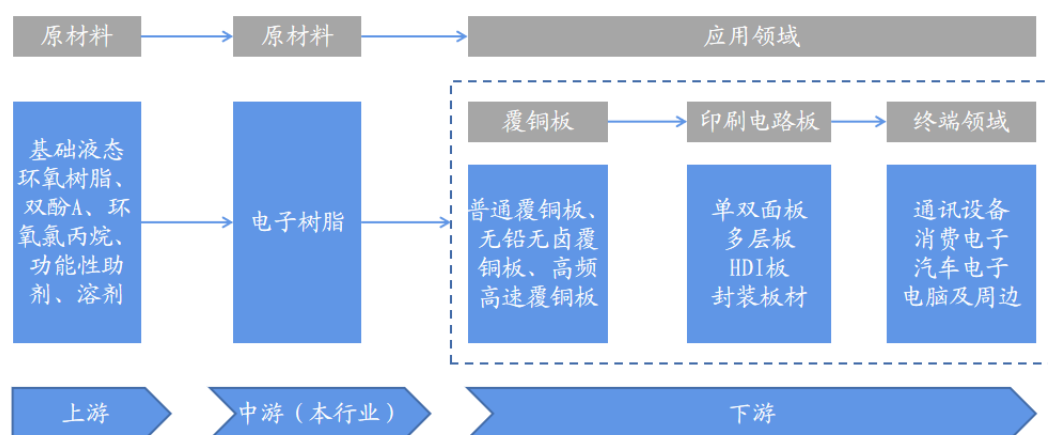 原材料
原材料
应用领域
覆铜板
印刷电路板
终端领域
基础液态
环氧树脂、
双酚A、环
氧氯丙烷、
功能性助
剂、溶剂
电子树脂
普通覆铜板、
无铅无卤覆
铜板、高频
高速覆铜板
单双面板
多层板
HDI板
封装板材
通讯设备
消费电子
汽车电子
电脑及周边
上游
中游（本行业）
下游